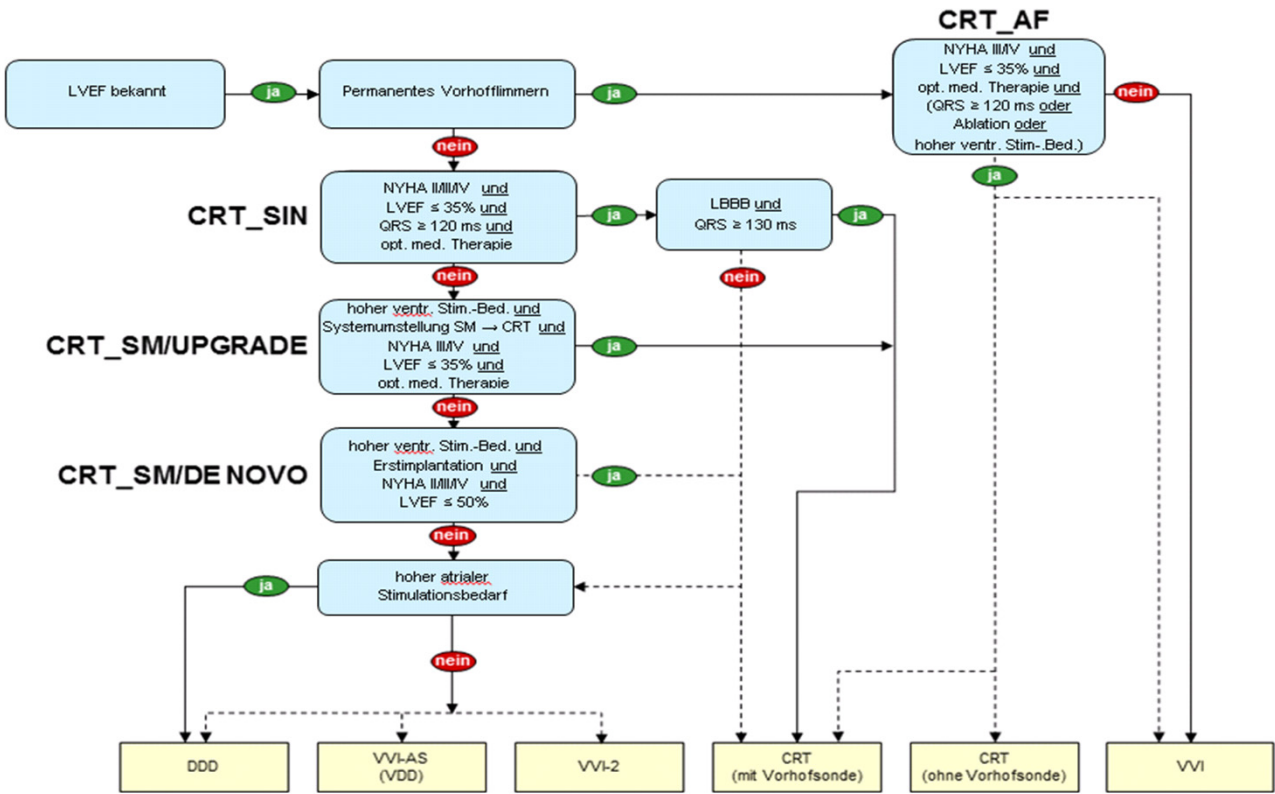 CRT_AF
LVEF bekannt
ja
Permanentes Vorhofflimmern
ja
NYHA III/IV und
LVEF ≤ 35% und
opt. med. Therapie und
(QRS ≥ 120 ms oder
Ablation oder
hoher ventr. Stim-.Bed.)
nein
nein
ja
CRT_SIN
NYHA II/III/IV und
LVEF ≤ 35% und
QRS ≥ 120 ms und
opt. med. Therapie
ja
LBBB und
QRS ≥ 130 ms
ja
nein
nein
CRT_SM/UPGRADE
hoher ventr. Stim.-Bed. und
Systemumstellung SM → CRT und
NYHA III/IV und
LVEF ≤ 35% und
opt. med. Therapie
ja
nein
CRT_SM/DE NOVO
hoher ventr. Stim.-Bed. und
Erstimplantation und
NYHA II/III/IV und
LVEF ≤ 50%
ja
nein
ja
hoher atrialer
Stimulationsbedarf
nein
DDD
VVI-AS
(VDD)
VVI-2
CRT
(mit Vorhofsonde)
CRT
(ohne Vorhofsonde)
VVI